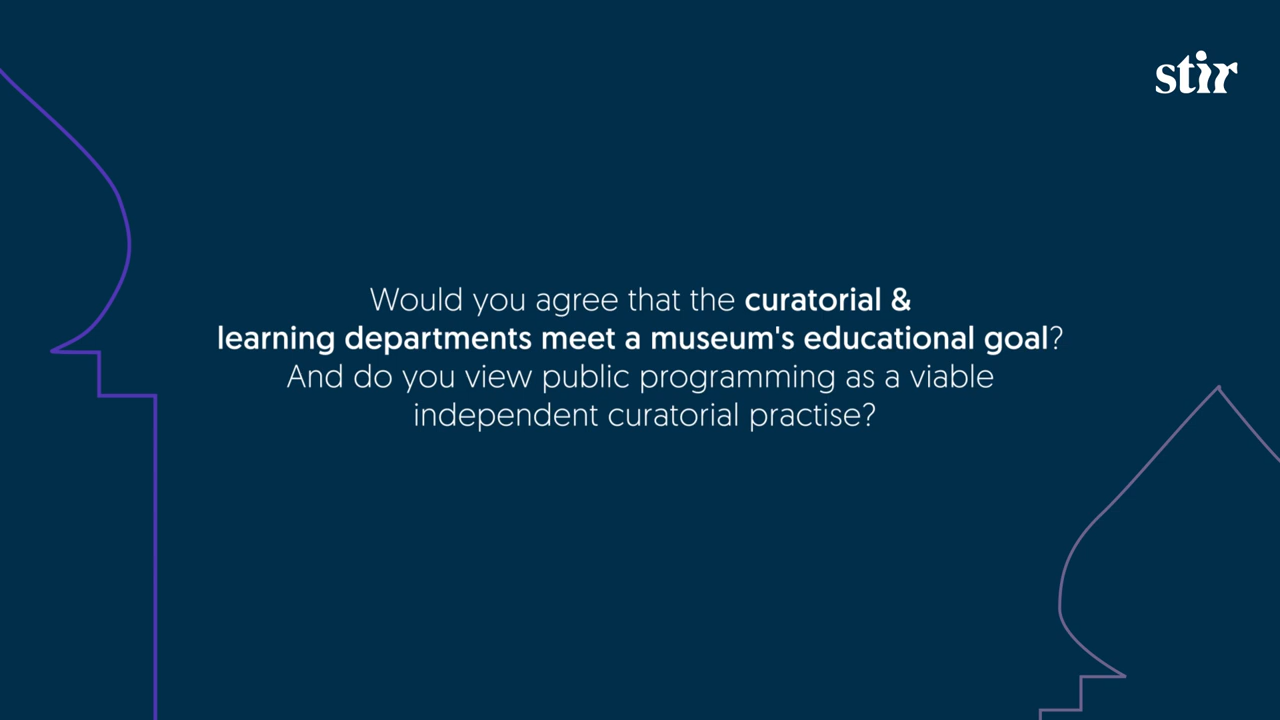 stir
Would you agree that the curatorial &
learning departments meet a museum's educational goal?
And do you view public programming as a viable
independent curatorial practise?